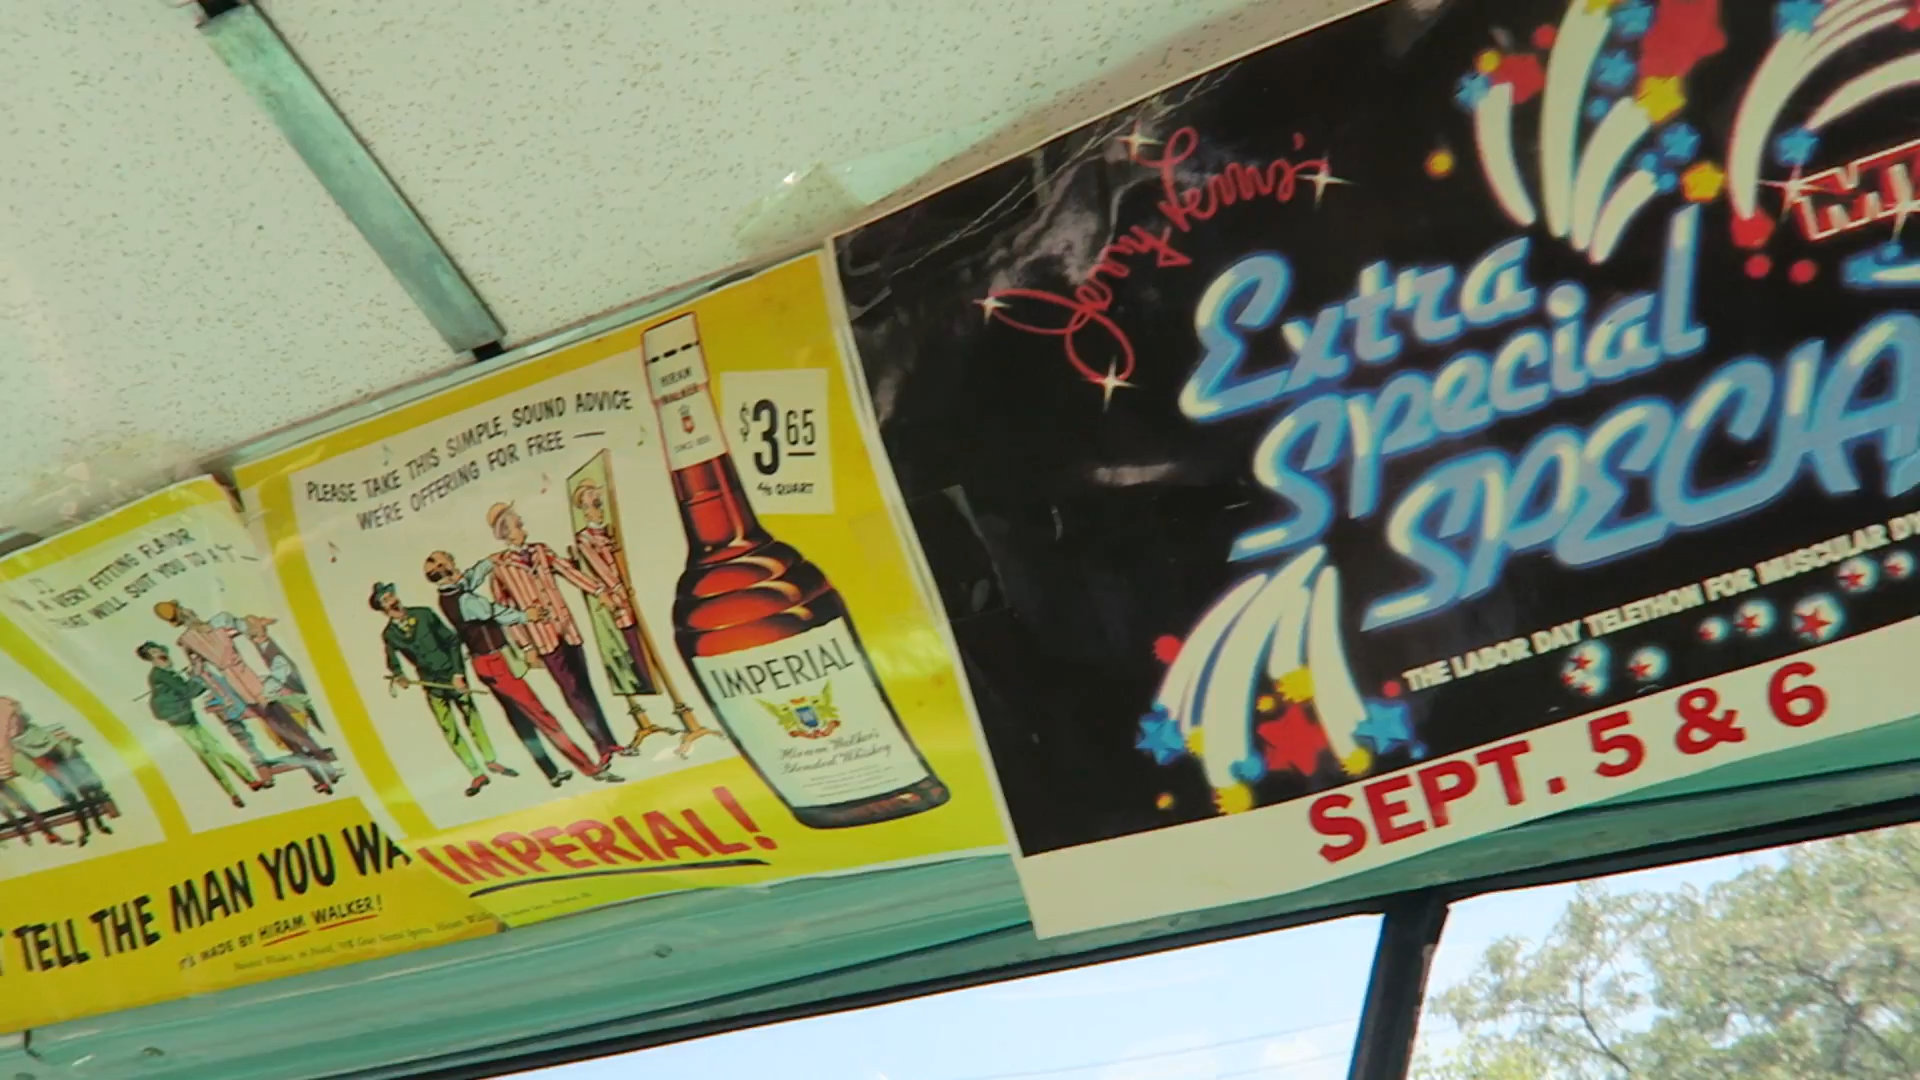 A VERY FITTING FLAVOR
THAT WILL SUIT YOU TO A "T" —
TELL THE MAN YOU WA
IT'S MADE BY HIRAM WALKER!
PLEASE TAKE THIS SIMPLE, SOUND ADVICE
WE'RE OFFERING FOR FREE —
HIRAM
WALKER
$3 65
4/5 QUART
IMPERIAL
Hiram Walker's
Blended Whiskey
IMPERIAL!
Jerry Lewis'
Extra
Special
SPECIA
THE LABOR DAY TELETHON FOR MUSCULAR DY
SEPT. 5 & 6